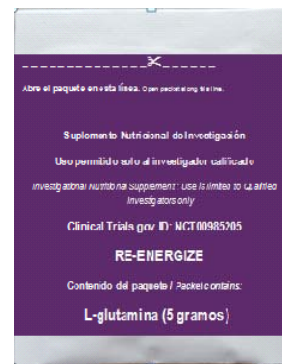 Abre el paquete en esta línea. Open packet along this line.
Suplemento Nutricional de Investigación
Uso permitido solo al investigador calificado
Investigational Nutritional Supplement: Use is limited to Qualified
Investigators only
Clinical Trials gov ID: NCT00985205
RE-ENERGIZE
Contenido del paquete / Packet contains:
L-glutamina (5 gramos)